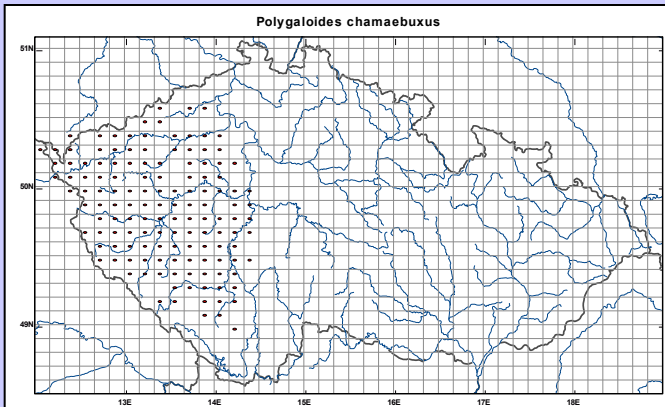 Polygaloides chamaebuxus
51N
50N
49N
13E
14E
15E
16E
17E
18E